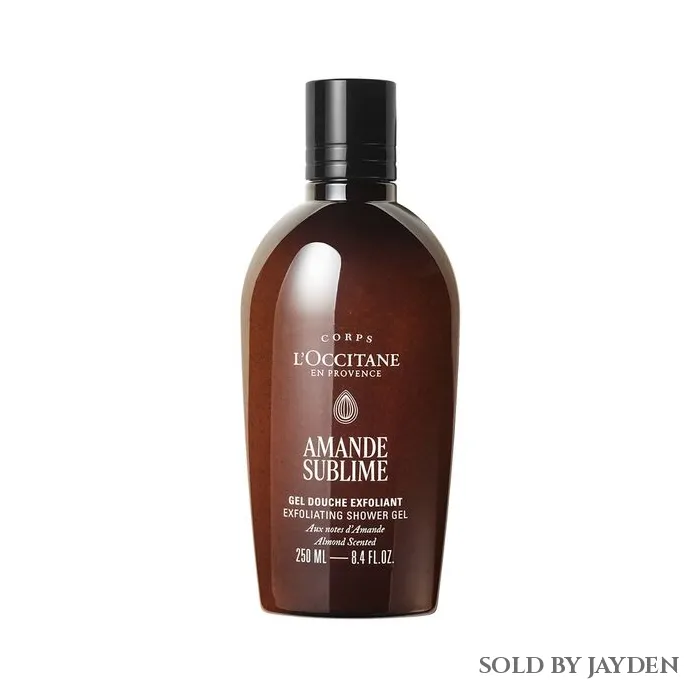 CORPS
L'OCCITANE
EN PROVENCE
AMANDE
SUBLIME
GEL DOUCHE EXFOLIANT
EXFOLIATING SHOWER GEL
Aux notes d'Amande
Almond Scented
250 ML — 8.4 FL.OZ.
SOLD BY JAYDEN